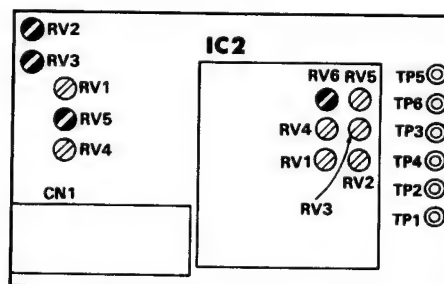 RV2
RV3
RV1
RV5
RV4
CN1
IC2
RV6 RV5
RV4
RV1
RV2
RV3
TP5
TP6
TP3
TP4
TP2
TP1